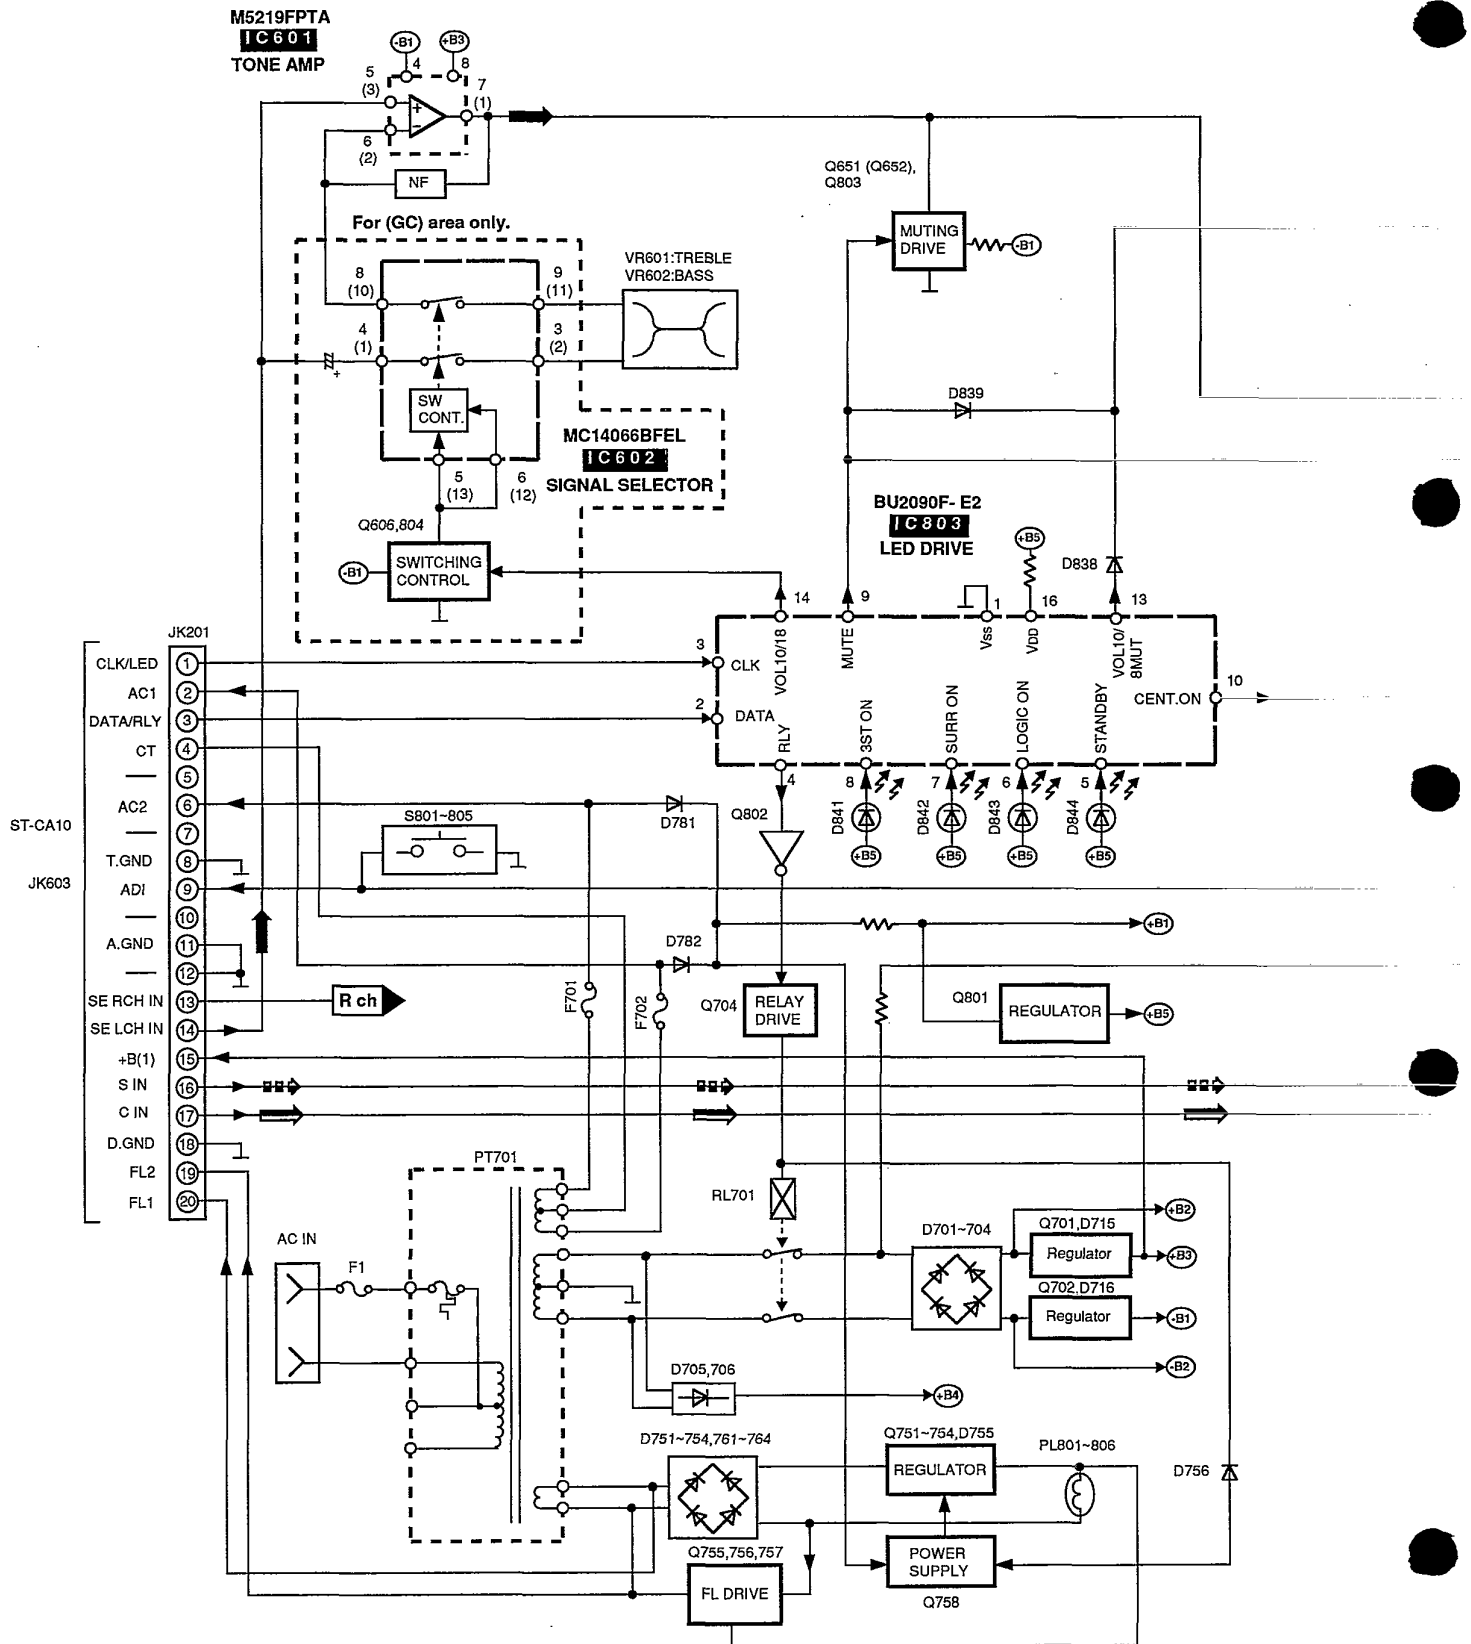 M5219FPTA
IC601
TONE AMP
-B1
+B3
4
8
5
(3)
7
(1)
+
−
6
(2)
NF
Q651 (Q652),
Q803
MUTING
DRIVE
-B1
For (GC) area only.
8
(10)
9
(11)
VR601:TREBLE
VR602:BASS
4
(1)
3
(2)
+
SW
CONT.
D839
MC14066BFEL
IC602
SIGNAL SELECTOR
5
(13)
6
(12)
Q606,804
-B1
SWITCHING
CONTROL
BU2090F-E2
IC803
LED DRIVE
+B5
D838
14
9
1
16
13
3
CLK
VOL10/18
MUTE
Vss
VDD
VOL10/
8MUT
2
DATA
RLY
3ST ON
SURR ON
LOGIC ON
STANDBY
CENT.ON
10
4
8
7
6
5
Q802
D841
D842
D843
D844
+B5
+B5
+B5
+B5
JK201
CLK/LED 1
AC1 2
DATA/RLY 3
CT 4
5
AC2 6
7
T.GND 8
ADI 9
10
A.GND 11
12
SE RCH IN 13
SE LCH IN 14
+B(1) 15
S IN 16
C IN 17
D.GND 18
FL2 19
FL1 20
ST-CA10
JK603
S801~805
D781
D782
+B1
R ch
F701
F702
Q704
RELAY
DRIVE
Q801
REGULATOR
+B5
PT701
RL701
AC IN
F1
D701~704
+B2
Q701,D715
Regulator
+B3
Q702,D716
Regulator
-B1
-B2
D705,706
+B4
D751~754,761~764
Q751~754,D755
REGULATOR
PL801~806
D756
Q755,756,757
FL DRIVE
POWER
SUPPLY
Q758